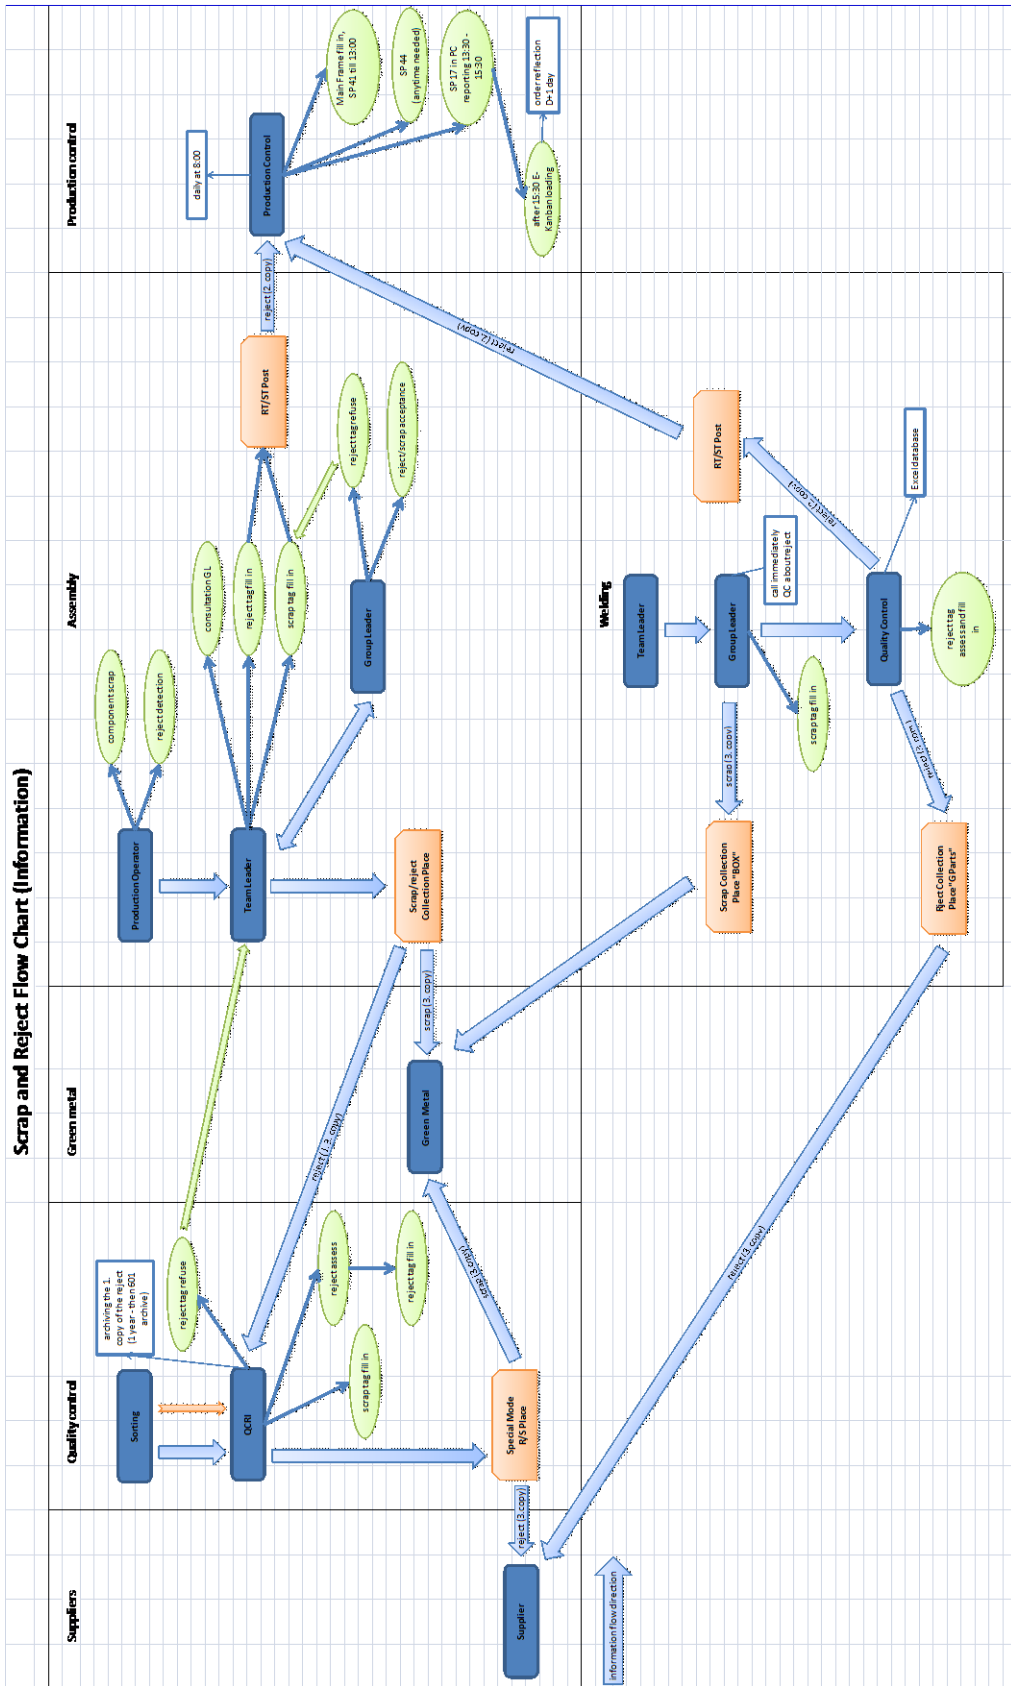 Scrap and Reject Flow Chart (Information)
Suppliers
Quality control
Green metal
Assembly
Production control
Sorting
archiving the 1.
copy of the reject
(1 year - then 601
archive)
reject tag refuse
QCRI
reject assess
reject tag fill in
scrap tag fill in
Special Mode
R/S Place
scrap (3. copy)
reject (3. copy)
Supplier
information flow direction
Green Metal
reject (1, 3. copy)
scrap (3. copy)
Production Operator
component scrap
reject detection
Team Leader
consultation GL
reject tag fill in
scrap tag fill in
Scrap/reject
Collection Place
Group Leader
reject tag refuse
reject/scrap acceptance
RT/ST Post
reject (2. copy)
daily at 8:00
Production Control
Main Frame fill in,
SP 41 till 13:00
SP 44
(anytime needed)
SP 17 in PC
reporting 13:30 -
15:30
after 15:30 E-
Kanban loading
order reflection
D+1 day
Welding
Team Leader
Group Leader
call immediately
QC about reject
scrap (3. copy)
scrap tag fill in
Scrap Collection
Place "BOX"
RT/ST Post
reject (2. copy)
reject (2. copy)
Quality Control
Excel database
reject tag
assess and fill
in
Rject Collection
Place "G Parts"
reject (3. copy)